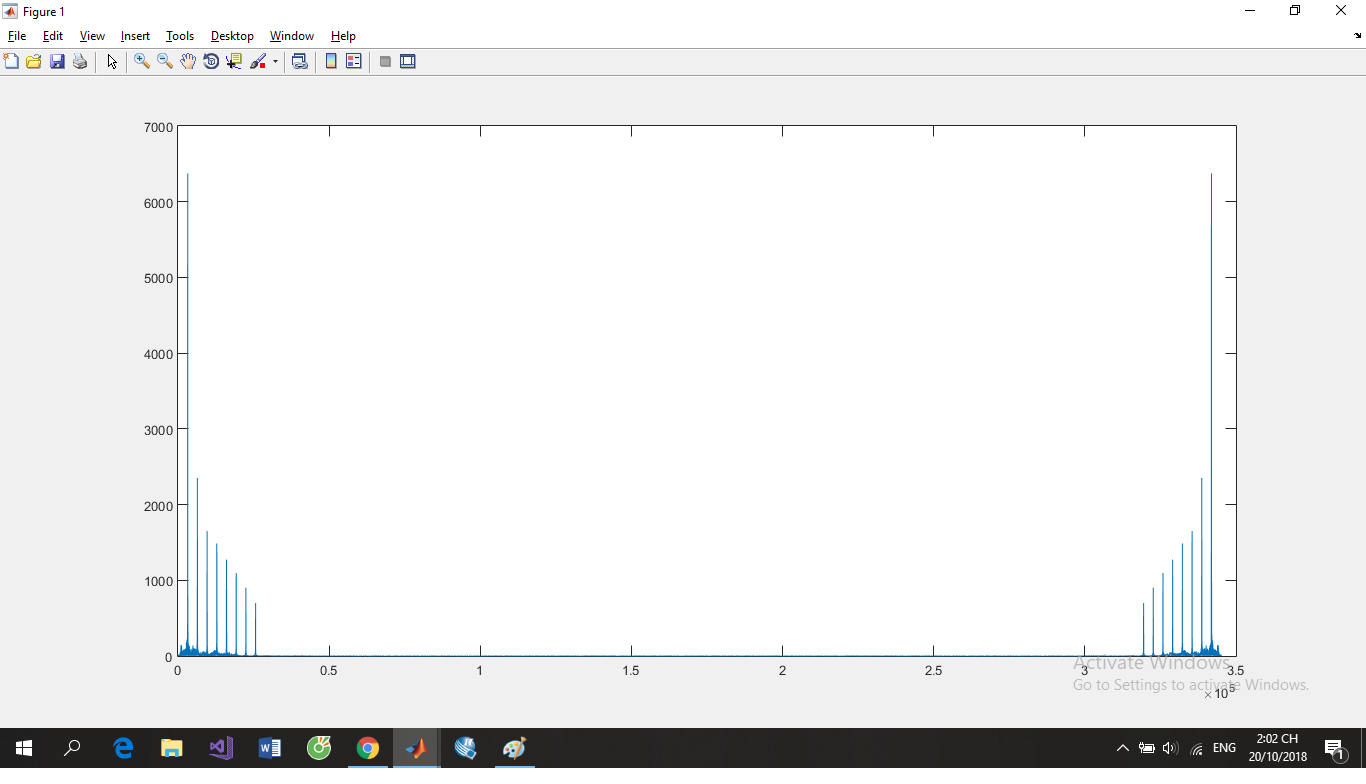 Figure 1
File Edit View Insert Tools Desktop Window Help
7000
6000
5000
4000
3000
2000
1000
0
0 0.5 1 1.5 2 2.5 3 3.5
× 10^5
Activate Windows
Go to Settings to activate Windows.
ENG
2:02 CH
20/10/2018
1